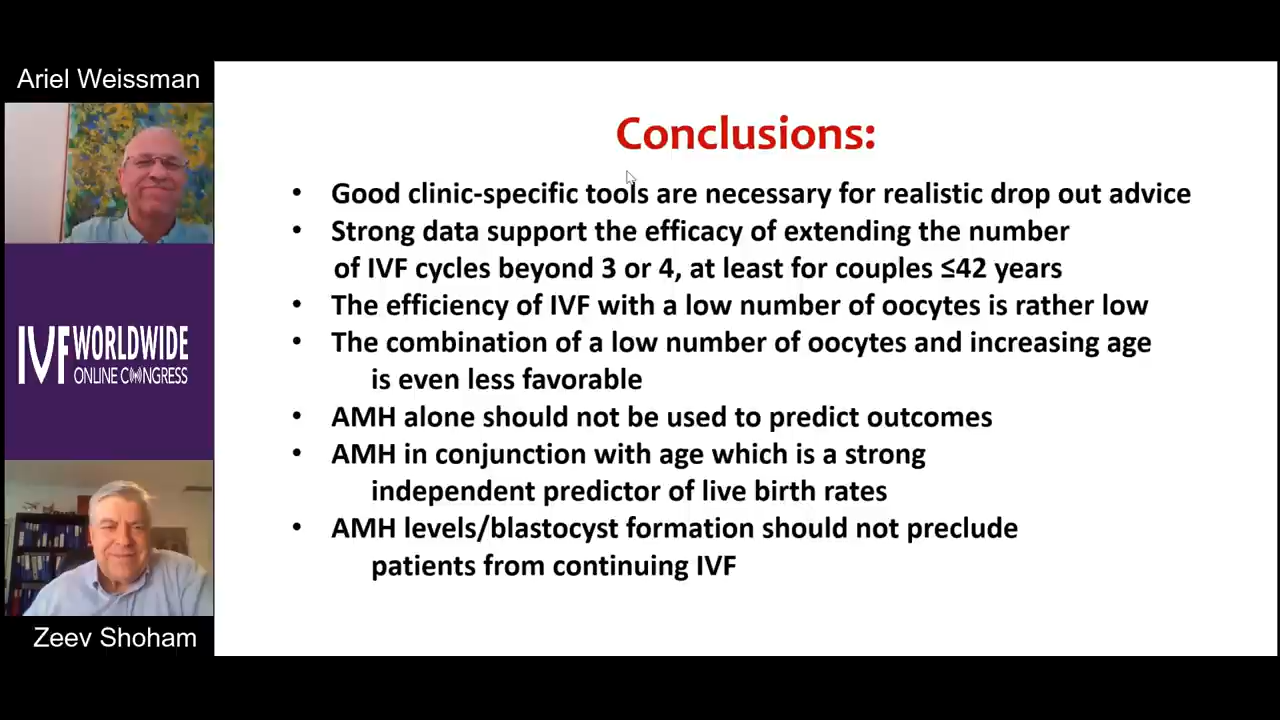 Ariel Weissman
IVF WORLDWIDE
ONLINE CONGRESS
Zeev Shoham
Conclusions:
• Good clinic-specific tools are necessary for realistic drop out advice
• Strong data support the efficacy of extending the number
of IVF cycles beyond 3 or 4, at least for couples ≤42 years
• The efficiency of IVF with a low number of oocytes is rather low
• The combination of a low number of oocytes and increasing age
is even less favorable
• AMH alone should not be used to predict outcomes
• AMH in conjunction with age which is a strong
independent predictor of live birth rates
• AMH levels/blastocyst formation should not preclude
patients from continuing IVF